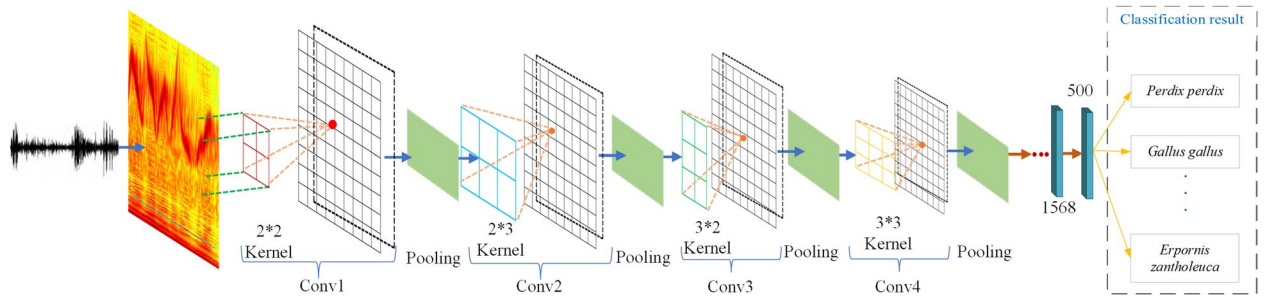 Classification result
500
Perdix perdix
Gallus gallus
1568
2*2
Kernel
Pooling
Conv1
2*3
Kernel
Pooling
Conv2
3*2
Kernel
Pooling
Conv3
3*3
Kernel
Pooling
Conv4
Erpornis
zantholeuca